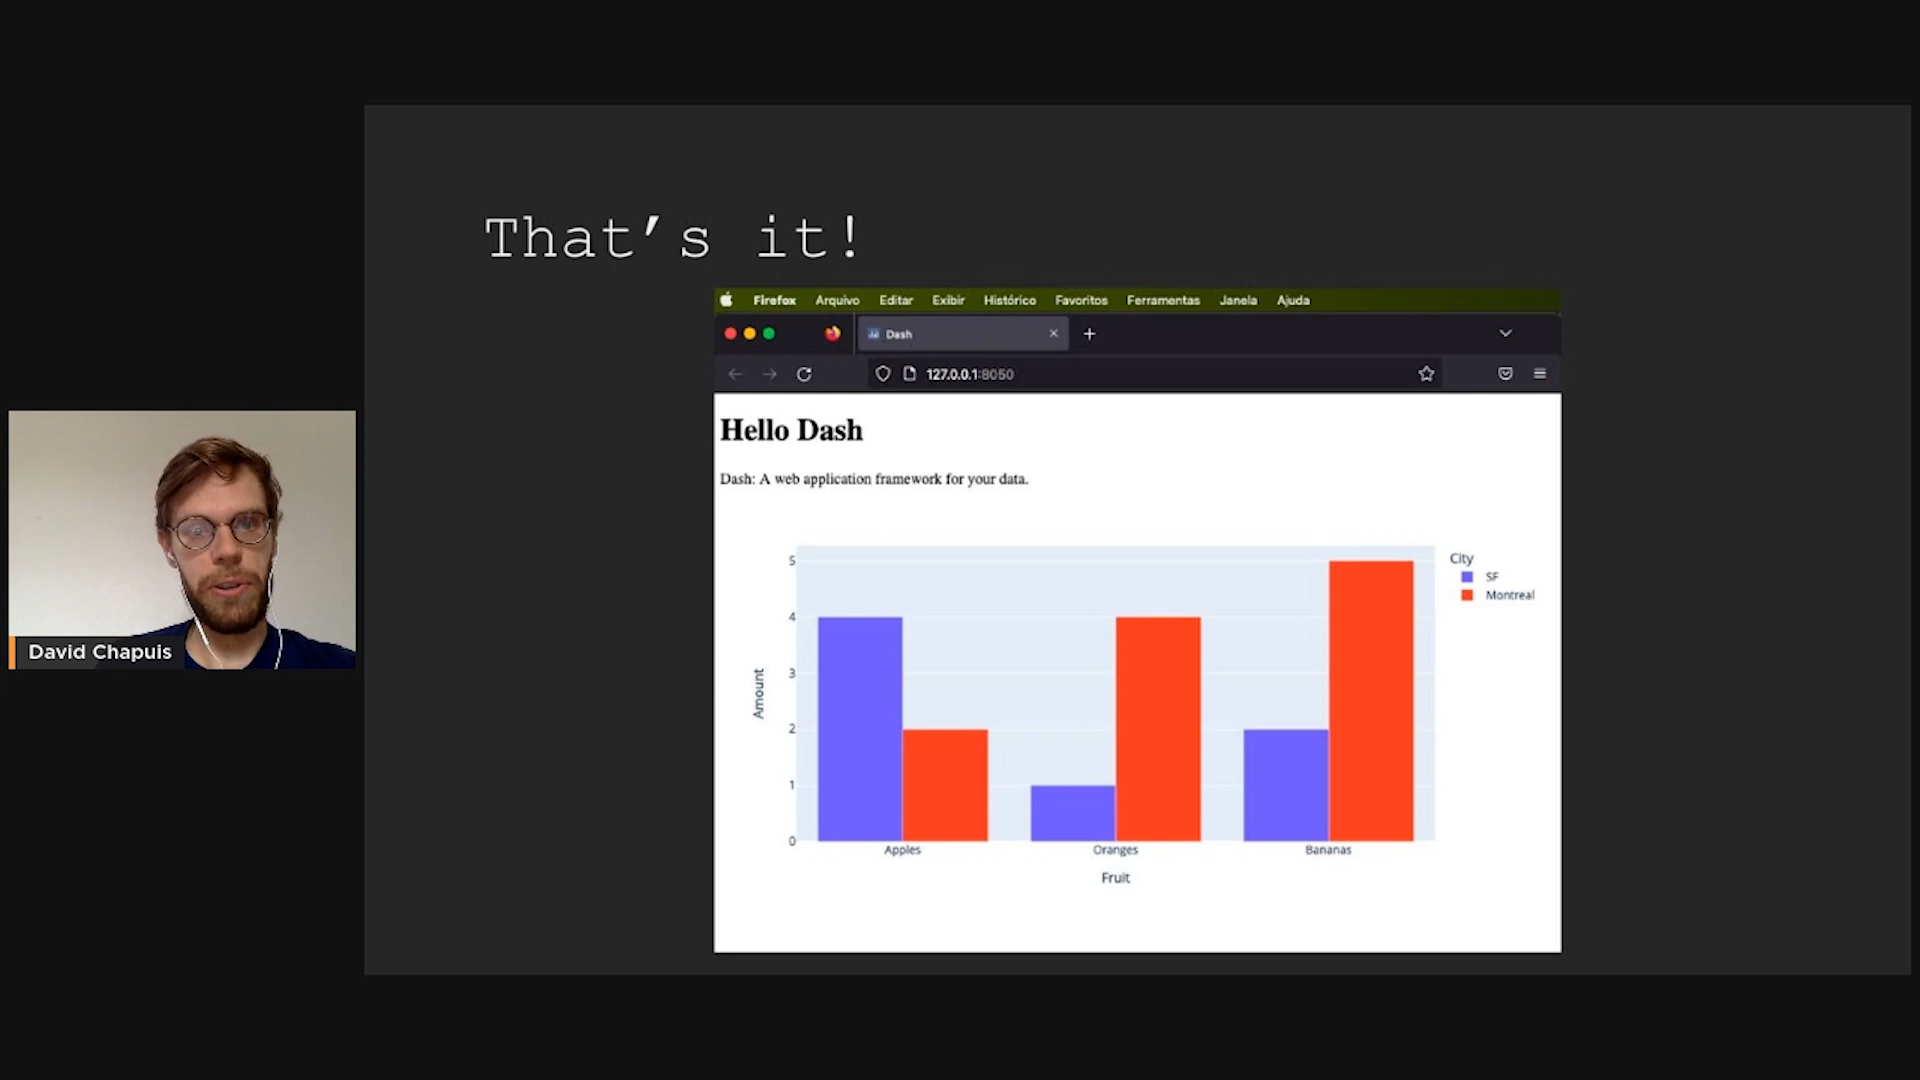 That's it!
Firefox Arquivo Editar Exibir Histórico Favoritos Ferramentas Janela Ajuda
Dash
127.0.0.1:8050
Hello Dash
Dash: A web application framework for your data.
City
SF
Montreal
5
4
3
2
1
0
Amount
Apples Oranges Bananas
Fruit
David Chapuis